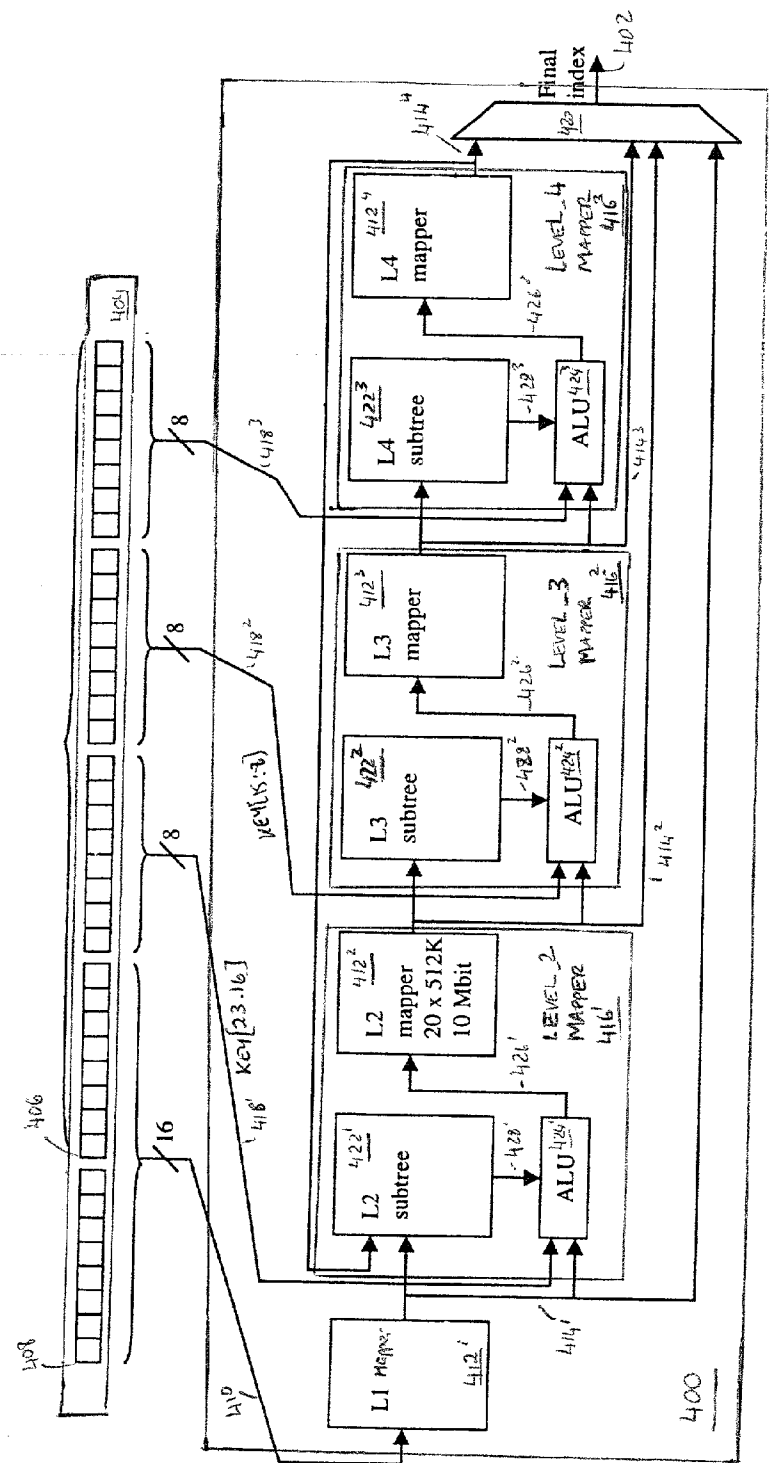 408
406
404
16
8
8
8
410
418¹ KEY[23.16]
KEY[15:8)
418²
418³
L1 Mapper
412¹
L2 422¹
subtree
L2 412²
mapper
20 x 512K
10 Mbit
428¹
426¹
ALU 424¹
LEVEL_2
MAPPER
416¹
414¹
L3 422²
subtree
L3 412³
mapper
428²
426²
ALU 424²
LEVEL_3
MAPPER
416²
414²
L4 422³
subtree
L4 412⁴
mapper
428³
426³
ALU 424³
LEVEL_4
MAPPER
416³
414³
414⁴
420
Final
index
402
400